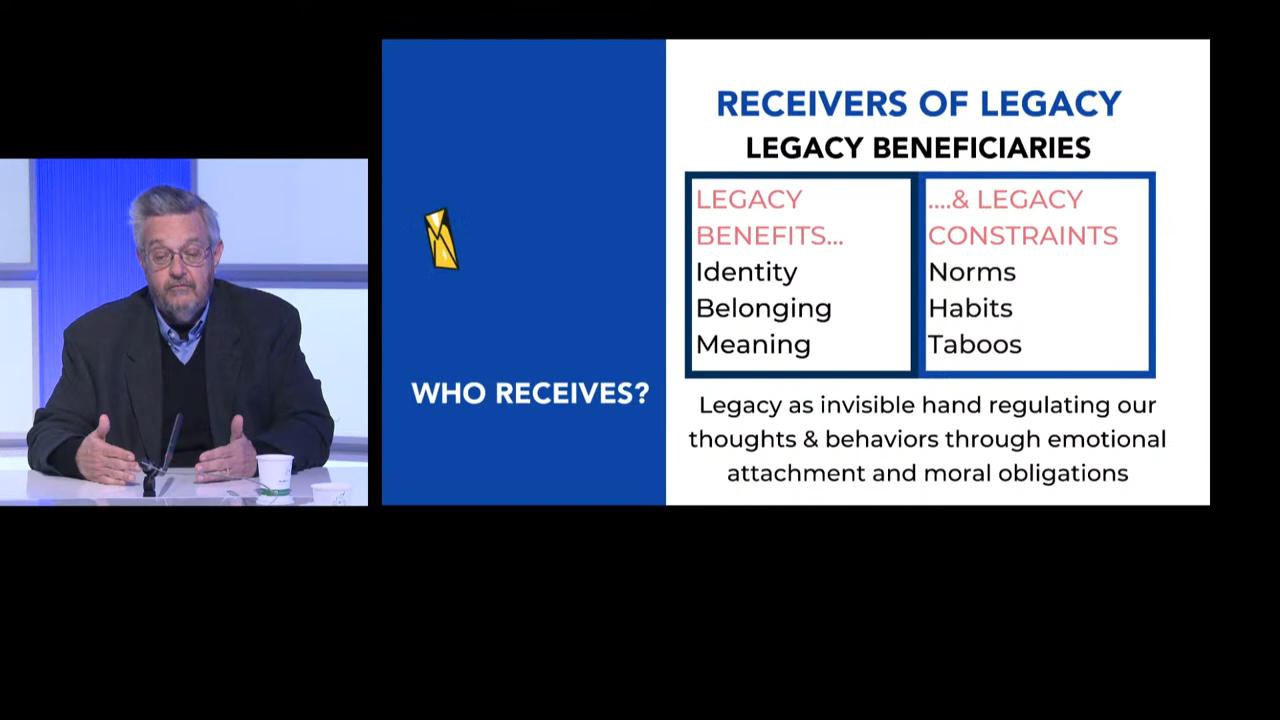 WHO RECEIVES?
RECEIVERS OF LEGACY
LEGACY BENEFICIARIES
LEGACY
BENEFITS...
Identity
Belonging
Meaning
....& LEGACY
CONSTRAINTS
Norms
Habits
Taboos
Legacy as invisible hand regulating our
thoughts & behaviors through emotional
attachment and moral obligations